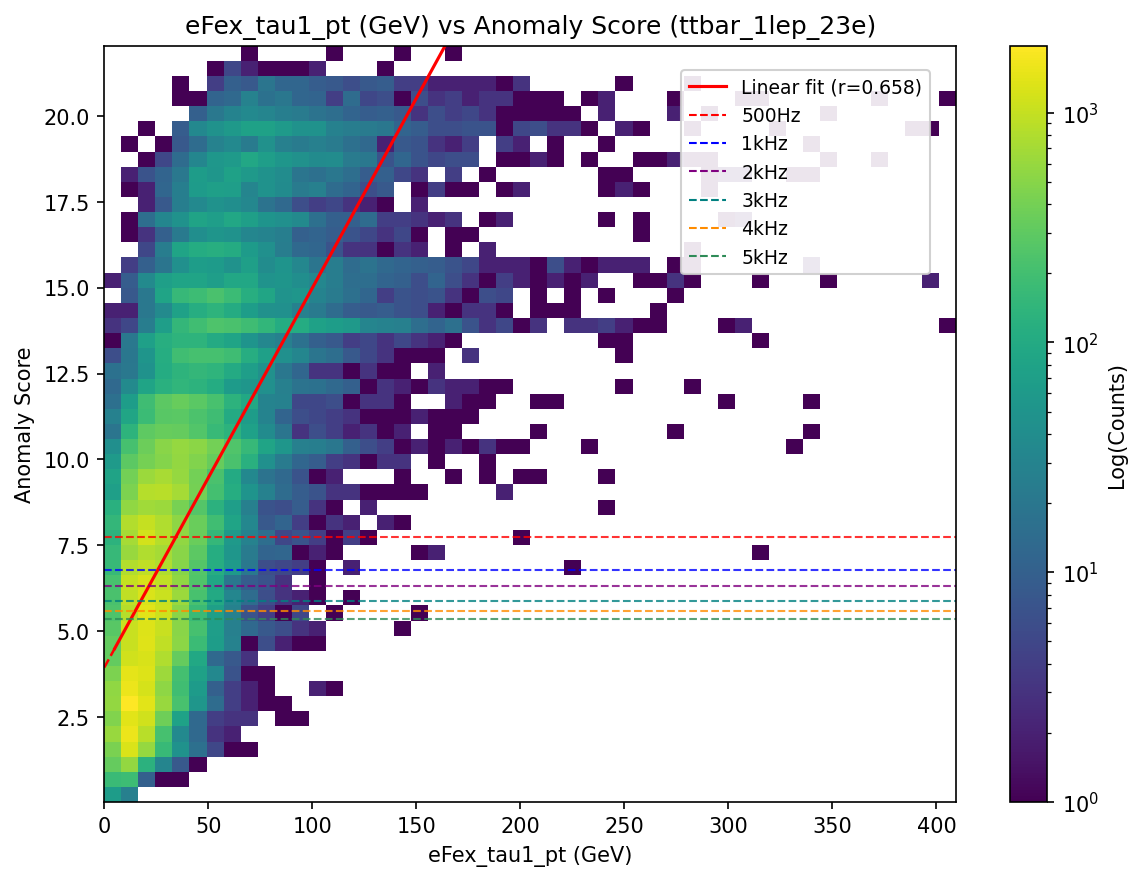 eFex_tau1_pt (GeV) vs Anomaly Score (ttbar_1lep_23e)
Linear fit (r=0.658)
500Hz
1kHz
2kHz
3kHz
4kHz
5kHz
20.0
17.5
15.0
12.5
10.0
7.5
5.0
2.5
Anomaly Score
0
50
100
150
200
250
300
350
400
eFex_tau1_pt (GeV)
10³
10²
10¹
10⁰
Log(Counts)